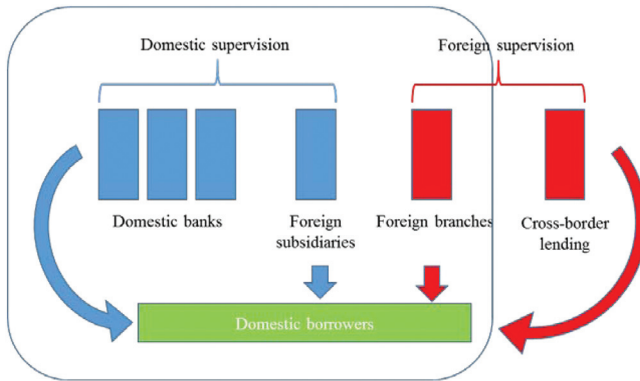 Domestic supervision
Foreign supervision
Domestic banks
Foreign
subsidiaries
Foreign branches
Cross-border
lending
Domestic borrowers